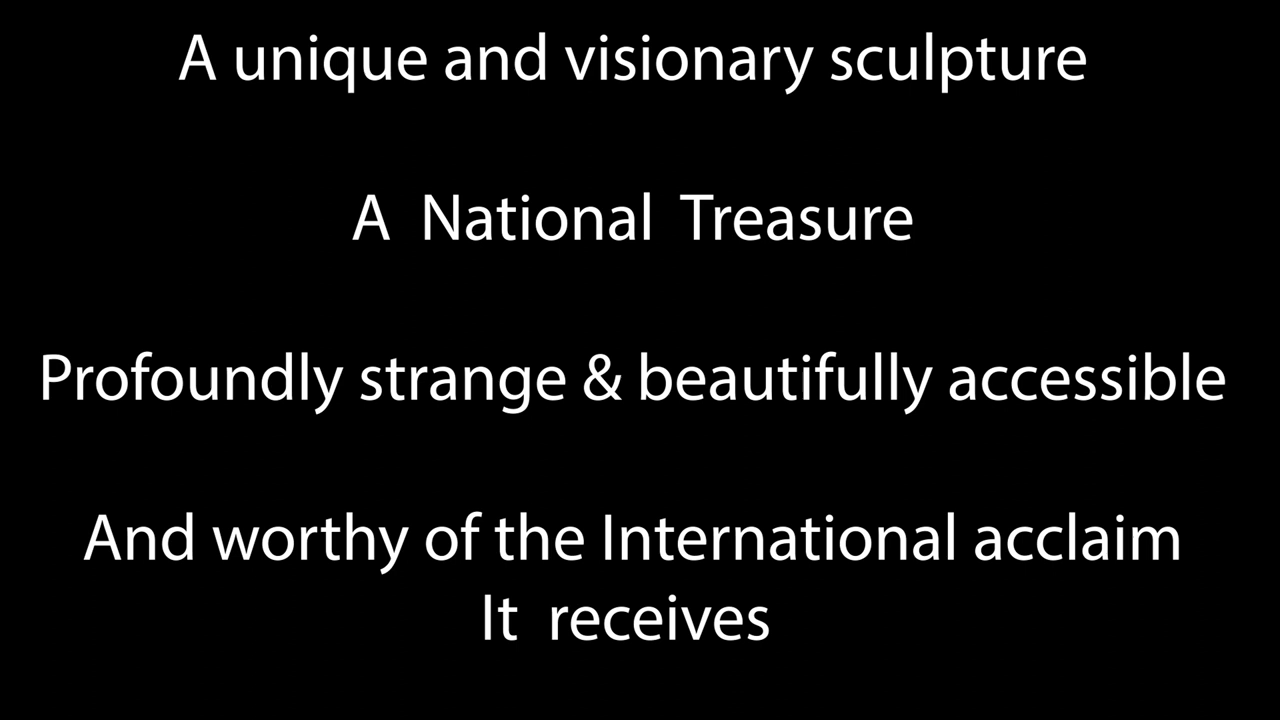 A unique and visionary sculpture
A National Treasure
Profoundly strange & beautifully accessible
And worthy of the International acclaim
It receives